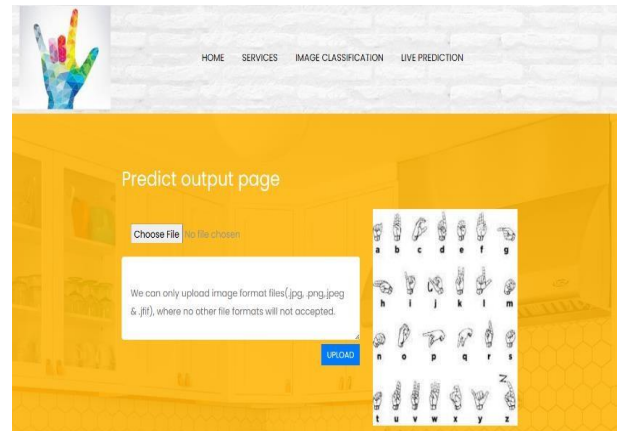 HOME SERVICES IMAGE CLASSIFICATION LIVE PREDICTION
Predict output page
Choose File No file chosen
We can only upload image format files(.jpg, .png,.jpeg
& .jfif), where no other file formats will not accepted.
UPLOAD
a b c d e f g
h i j k l m
n o p q r s
t u v w x y z
Z